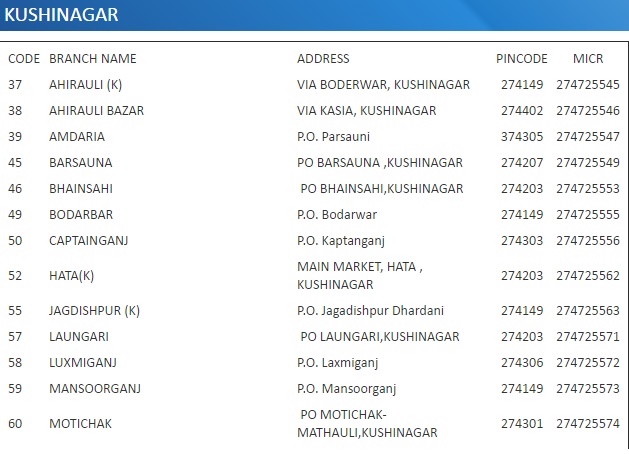 KUSHINAGAR
CODE BRANCH NAME ADDRESS PINCODE MICR
37 AHIRAULI (K) VIA BODERWAR, KUSHINAGAR 274149 274725545
38 AHIRAULI BAZAR VIA KASIA, KUSHINAGAR 274402 274725546
39 AMDARIA P.O. Parsauni 374305 274725547
45 BARSAUNA PO BARSAUNA ,KUSHINAGAR 274207 274725549
46 BHAINSAHI PO BHAINSAHI,KUSHINAGAR 274203 274725553
49 BODARBAR P.O. Bodarwar 274149 274725555
50 CAPTAINGANJ P.O. Kaptanganj 274303 274725556
52 HATA(K) MAIN MARKET, HATA , 274203 274725562
KUSHINAGAR
55 JAGDISHPUR (K) P.O. Jagadishpur Dhardani 274149 274725563
57 LAUNGARI PO LAUNGARI,KUSHINAGAR 274203 274725571
58 LUXMIGANJ P.O. Laxmiganj 274306 274725572
59 MANSOORGANJ P.O. Mansoorganj 274149 274725573
60 MOTICHAK PO MOTICHAK- 274301 274725574
MATHAULI,KUSHINAGAR